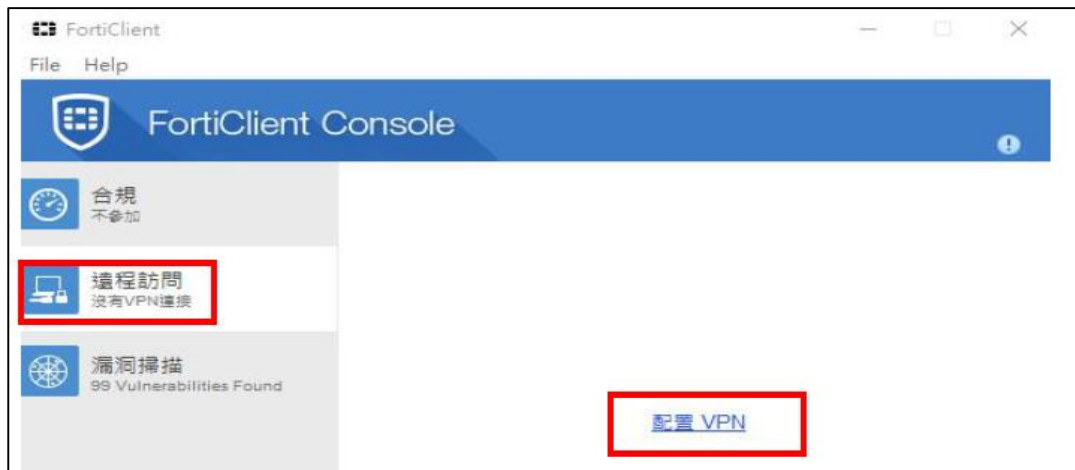 FortiClient
File Help
FortiClient Console
合規
不參加
遠程訪問
沒有VPN連接
漏洞掃描
99 Vulnerabilities Found
配置 VPN